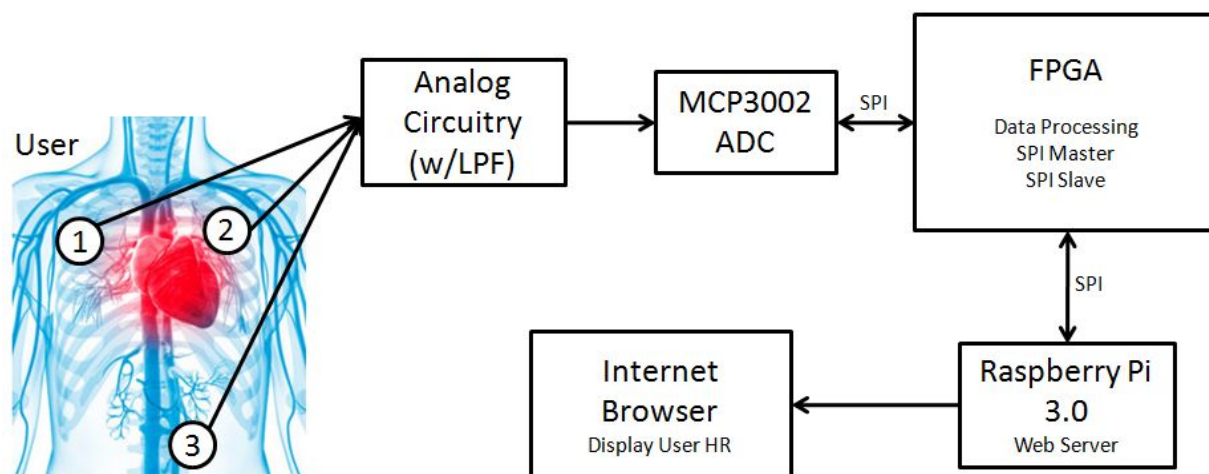 User
1
2
3
Analog
Circuitry
(w/LPF)
MCP3002
ADC
SPI
FPGA
Data Processing
SPI Master
SPI Slave
SPI
Raspberry Pi
3.0
Web Server
Internet
Browser
Display User HR